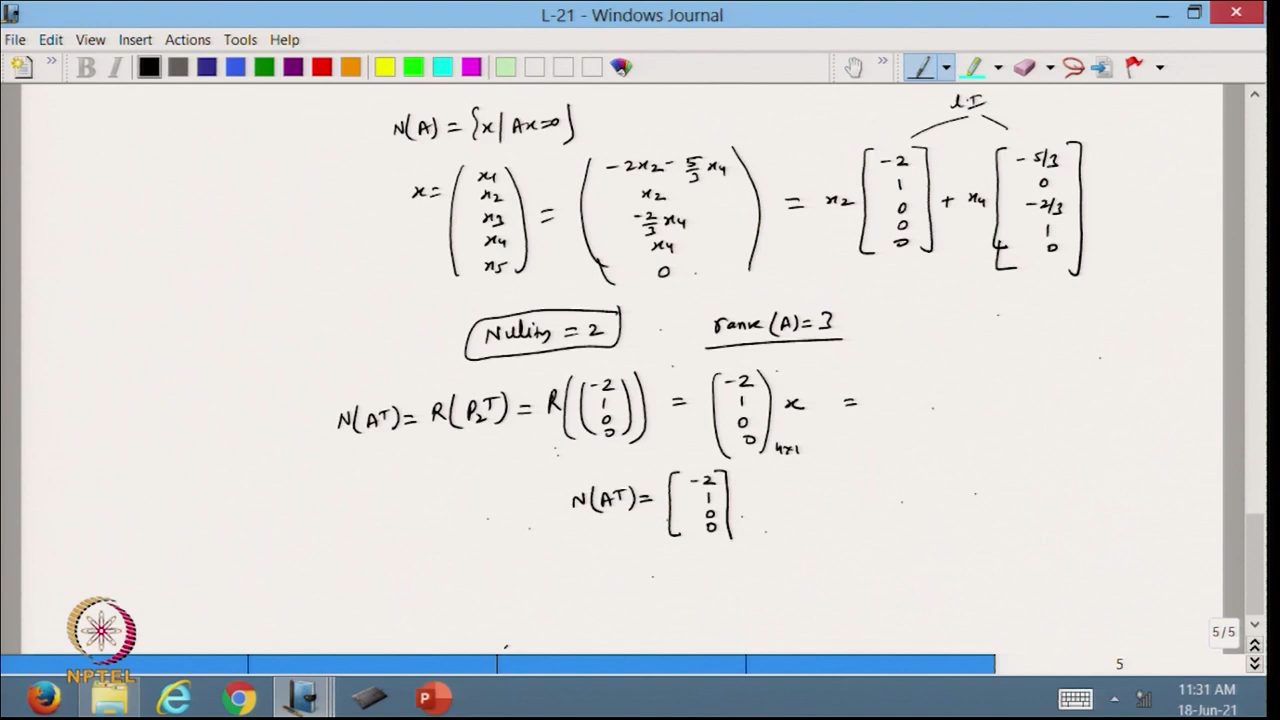 L-21 - Windows Journal
File Edit View Insert Actions Tools Help
B I
N(A) = {x | Ax=0}
L.I
x = (x1 x2 x3 x4 x5) = (-2x2 - 5/3 x4 x2 -2/3 x4 x4 0) = x2 [-2 1 0 0 0] + x4 [-5/3 0 -2/3 1 0]
Nullity = 2 rank (A) = 3
N(A^T) = R(P2^T) = R((-2 1 0 0)) = (-2 1 0 0)4x1 x =
N(A^T) = [-2 1 0 0]
5/5
5
NPTEL
11:31 AM
18-Jun-21